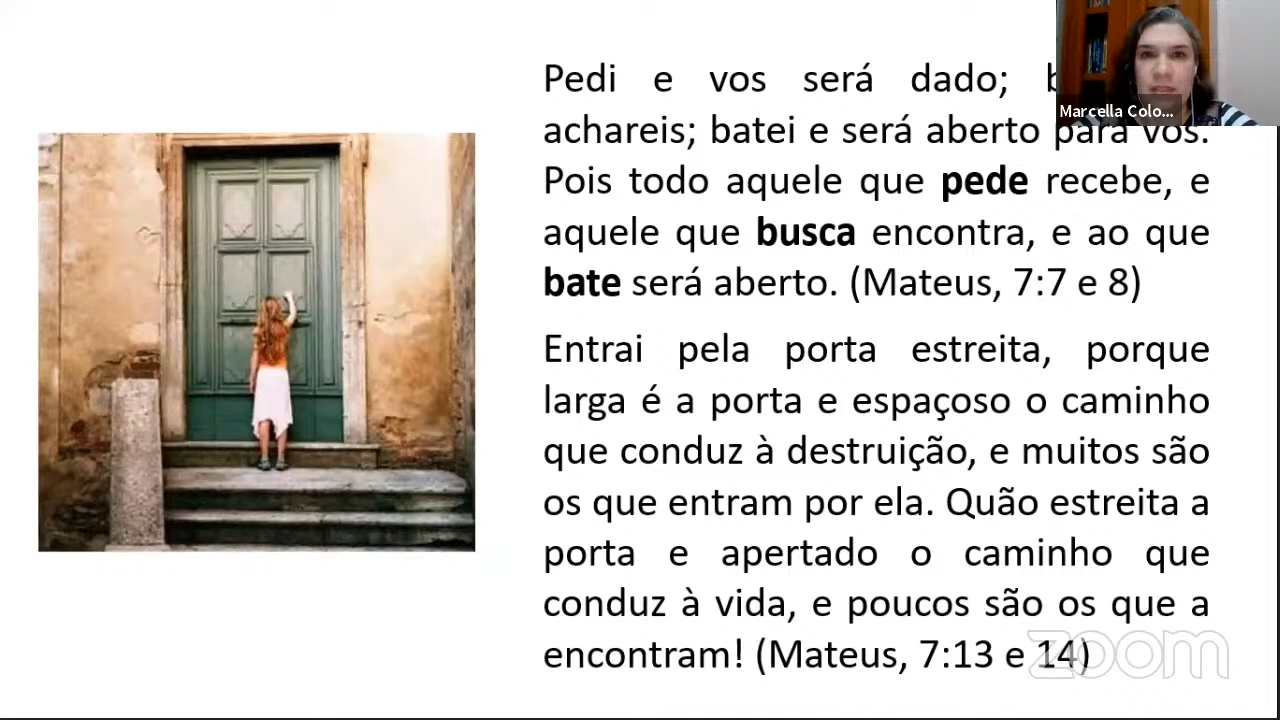 Pedi e vos será dado;
achareis; batei e será aberto para vos.
Pois todo aquele que pede recebe, e
aquele que busca encontra, e ao que
bate será aberto. (Mateus, 7:7 e 8)
Entrai pela porta estreita, porque
larga é a porta e espaçoso o caminho
que conduz à destruição, e muitos são
os que entram por ela. Quão estreita a
porta e apertado o caminho que
conduz à vida, e poucos são os que a
encontram! (Mateus, 7:13 e 14)
Marcella Colo...
zoom